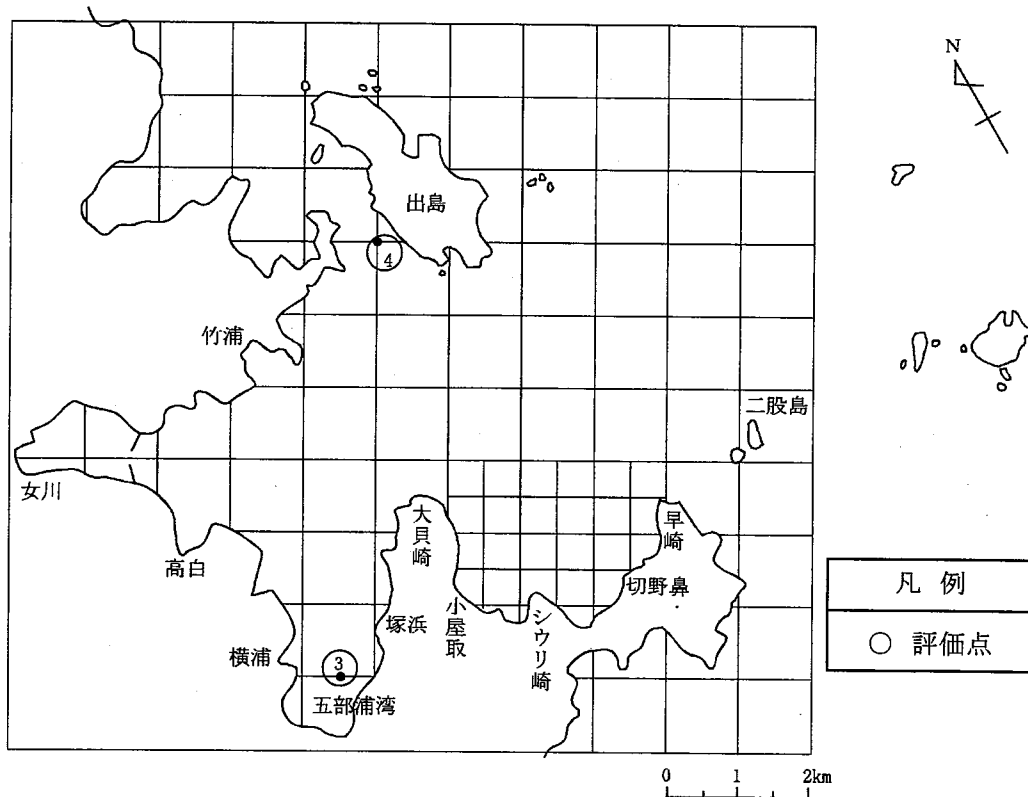 N
出島
4
竹浦
二股島
女川
大貝崎
早崎
高白
切野鼻
塚浜
小屋取
シウリ崎
横浦
3
五部浦湾
凡例
○ 評価点
0 1 2km